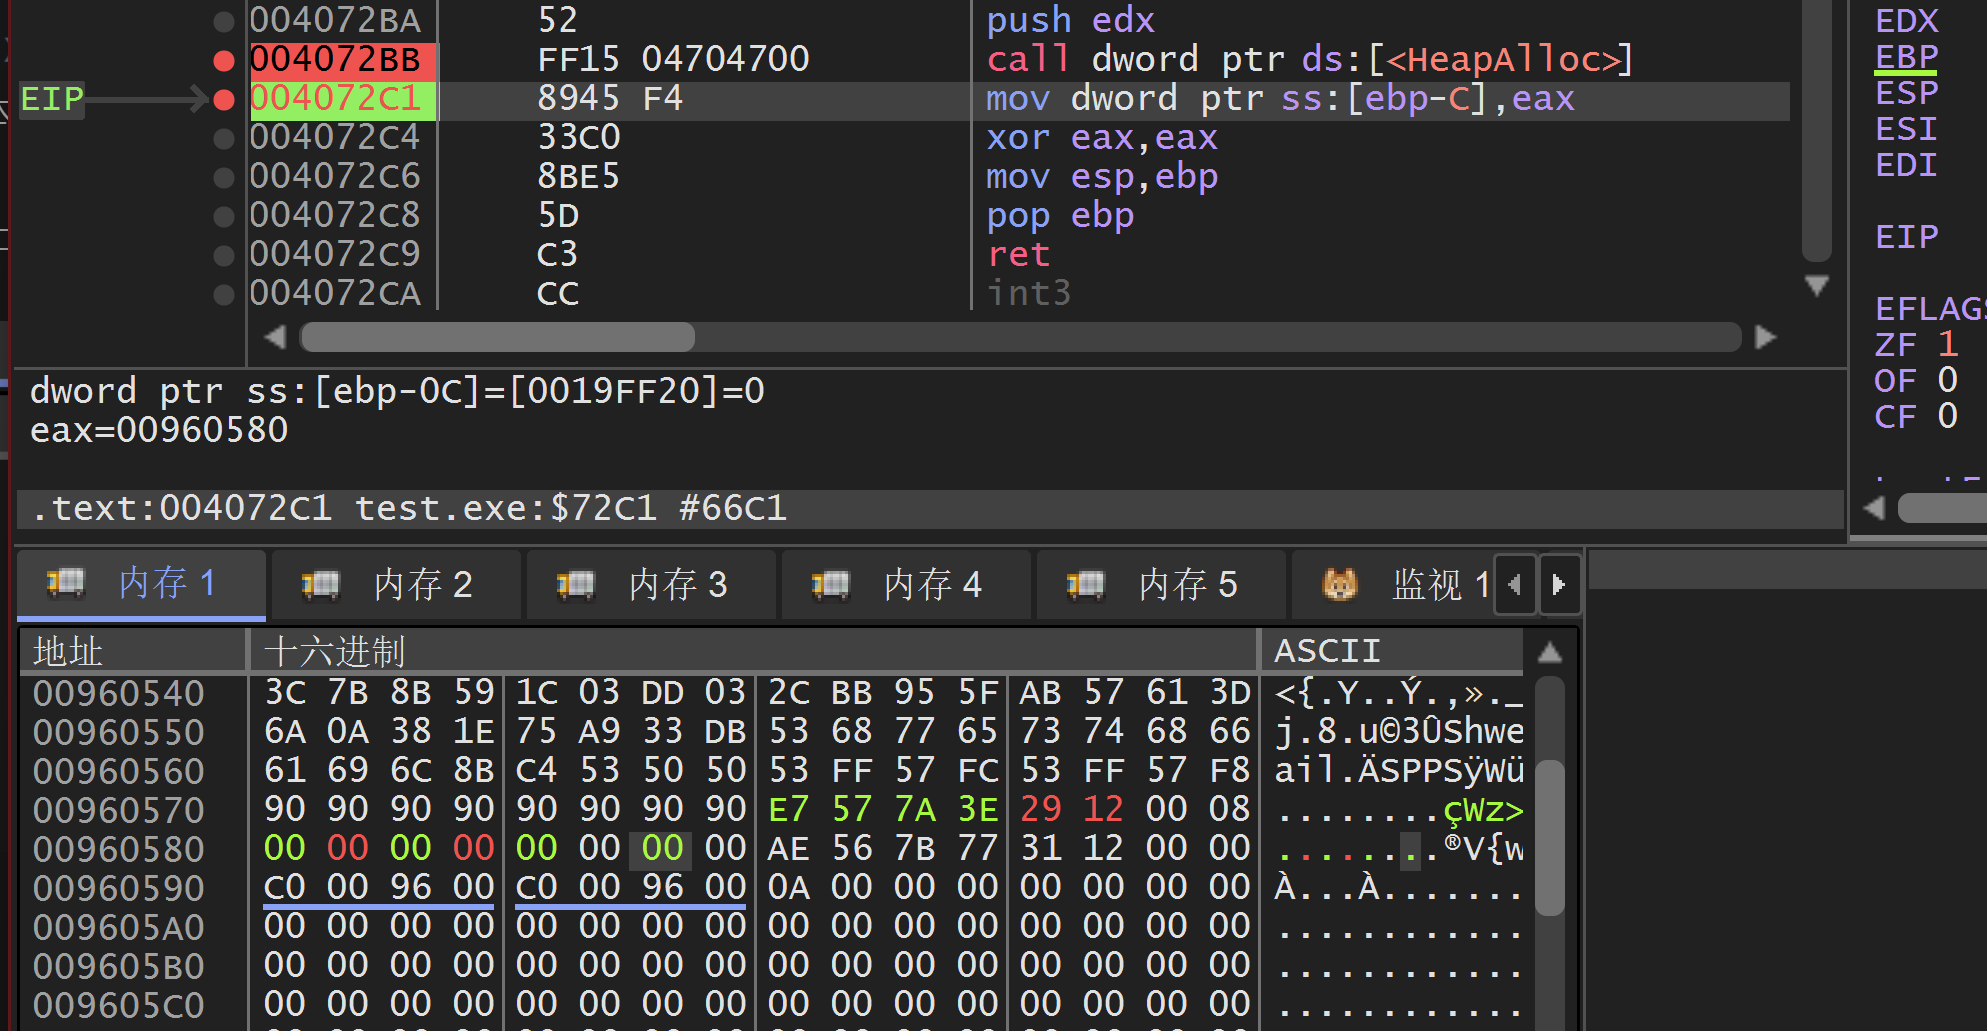 004072BA 52 push edx
004072BB FF15 04704700 call dword ptr ds:[<HeapAlloc>]
EIP 004072C1 8945 F4 mov dword ptr ss:[ebp-C],eax
004072C4 33C0 xor eax,eax
004072C6 8BE5 mov esp,ebp
004072C8 5D pop ebp
004072C9 C3 ret
004072CA CC int3
EDX
EBP
ESP
ESI
EDI
EIP
EFLAGS
ZF 1
OF 0
CF 0
dword ptr ss:[ebp-0C]=[0019FF20]=0
eax=00960580
.text:004072C1 test.exe:$72C1 #66C1
内存 1 内存 2 内存 3 内存 4 内存 5 监视 1
地址 十六进制 ASCII
00960540 3C 7B 8B 59 1C 03 DD 03 2C BB 95 5F AB 57 61 3D <{.Y..Ý.,»._
00960550 6A 0A 38 1E 75 A9 33 DB 53 68 77 65 73 74 68 66 j.8.u©3ÛShwe
00960560 61 69 6C 8B C4 53 50 50 53 FF 57 FC 53 FF 57 F8 ail.ÄSPPSÿWü
00960570 90 90 90 90 90 90 90 90 E7 57 7A 3E 29 12 00 08 ........çWz>
00960580 00 00 00 00 00 00 00 00 AE 56 7B 77 31 12 00 00 ........®V{w
00960590 C0 00 96 00 C0 00 96 00 0A 00 00 00 00 00 00 00 À...À.......
009605A0 00 00 00 00 00 00 00 00 00 00 00 00 00 00 00 00 ............
009605B0 00 00 00 00 00 00 00 00 00 00 00 00 00 00 00 00 ............
009605C0 00 00 00 00 00 00 00 00 00 00 00 00 00 00 00 00 ............